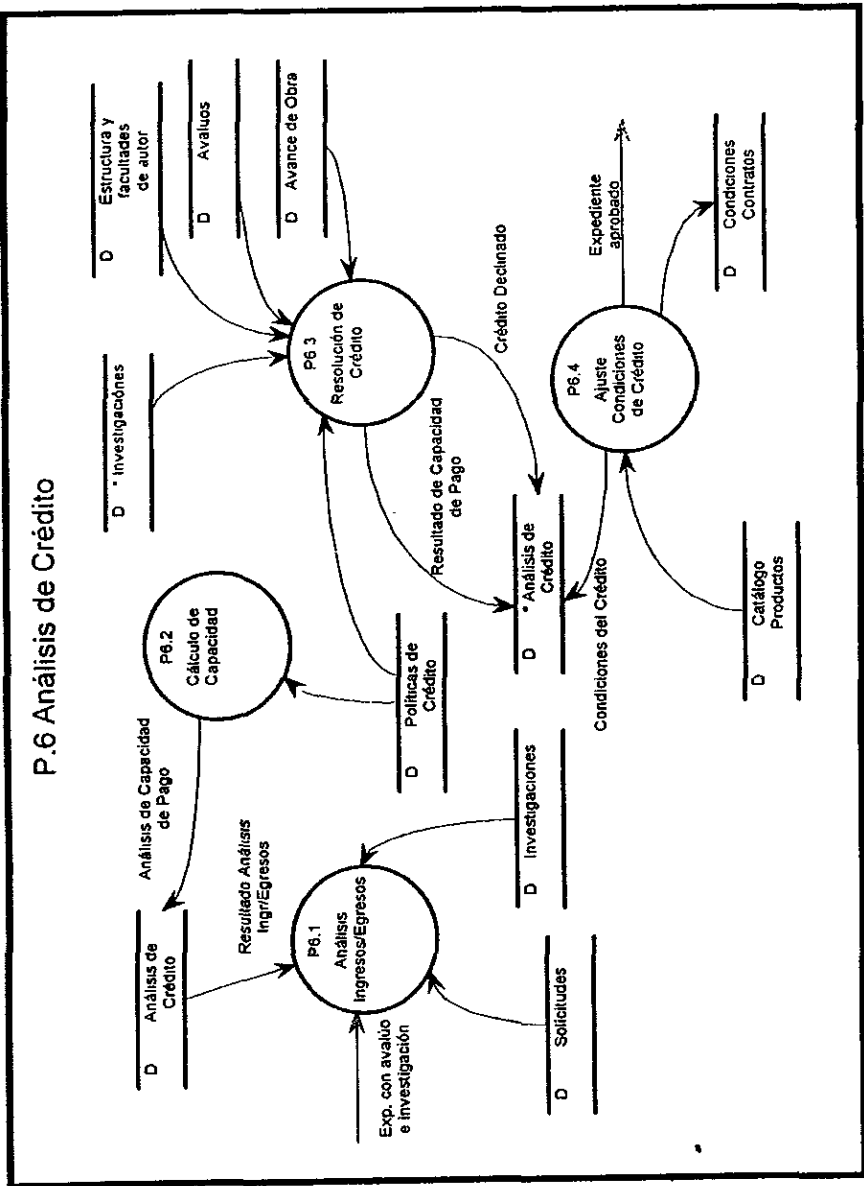 P.6 Análisis de Crédito
D Análisis de
Crédito
Análisis de Capacidad
de Pago
P6.2
Cálculo de
Capacidad
D * Investigaciónes
D Estructura y
facultades
de autor
D Avaluos
D Avance de Obra
Resultado Análisis
Ingr/Egresos
P6.1
Análisis
Ingresos/Egresos
Exp. con avalúo
e investigación
D Solicitudes
D Investigaciones
D Políticas de
Crédito
P6 3
Resolución de
Crédito
Resultado de Capacidad
de Pago
Crédito Declinado
D * Análisis de
Crédito
Condiciones del Crédito
P6.4
Ajuste
Condiciones
de Crédito
Expediente
aprobado
D Catálogo
Productos
D Condiciones
Contratos